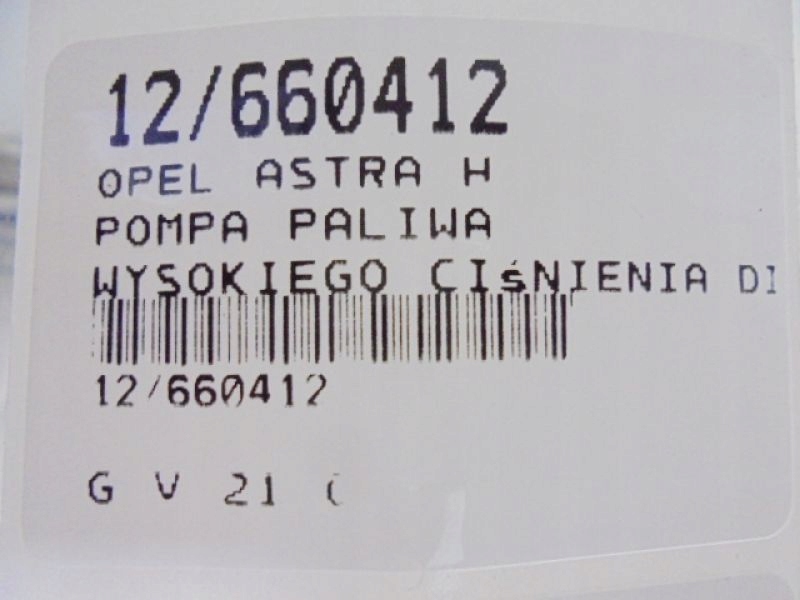 12/660412
OPEL ASTRA H
POMPA PALIWA
WYSOKIEGO CIśNIENIA DI
12/660412
G V 21 (